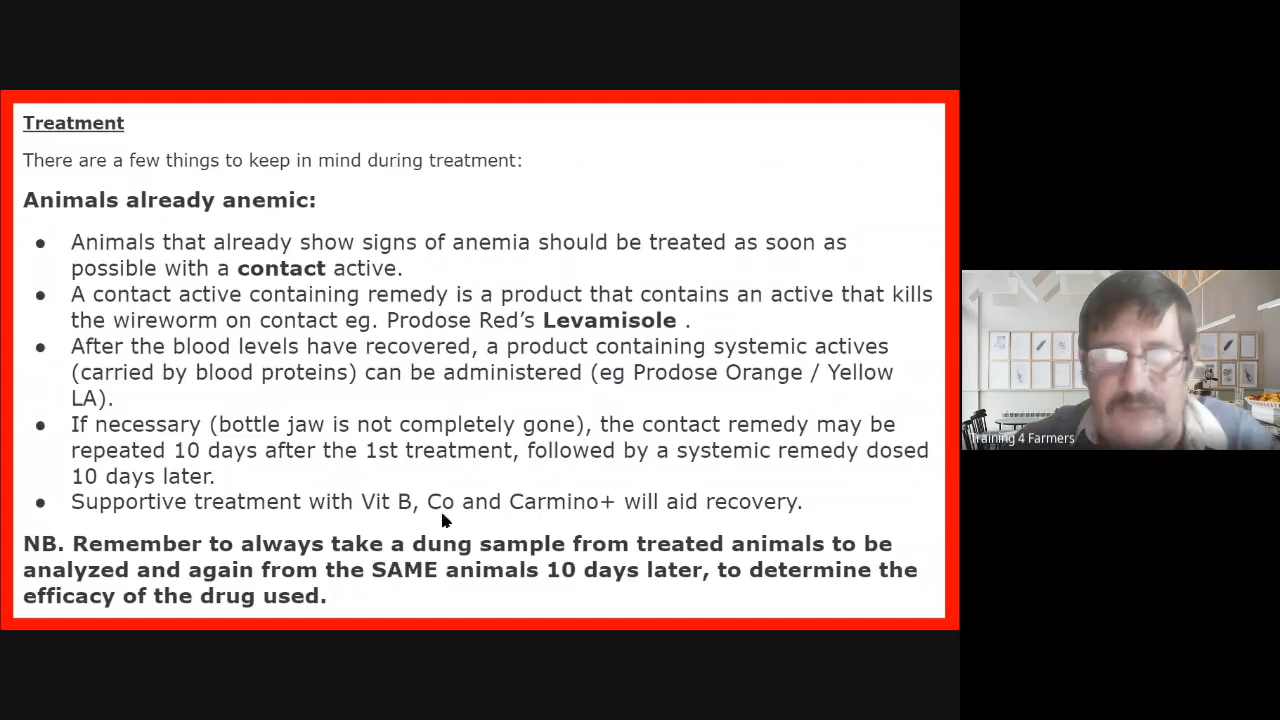 Treatment
There are a few things to keep in mind during treatment:
Animals already anemic:
● Animals that already show signs of anemia should be treated as soon as
possible with a contact active.
● A contact active containing remedy is a product that contains an active that kills
the wireworm on contact eg. Prodose Red’s Levamisole .
● After the blood levels have recovered, a product containing systemic actives
(carried by blood proteins) can be administered (eg Prodose Orange / Yellow
LA).
● If necessary (bottle jaw is not completely gone), the contact remedy may be
repeated 10 days after the 1st treatment, followed by a systemic remedy dosed
10 days later.
● Supportive treatment with Vit B, Co and Carmino+ will aid recovery.
NB. Remember to always take a dung sample from treated animals to be
analyzed and again from the SAME animals 10 days later, to determine the
efficacy of the drug used.
Training 4 Farmers